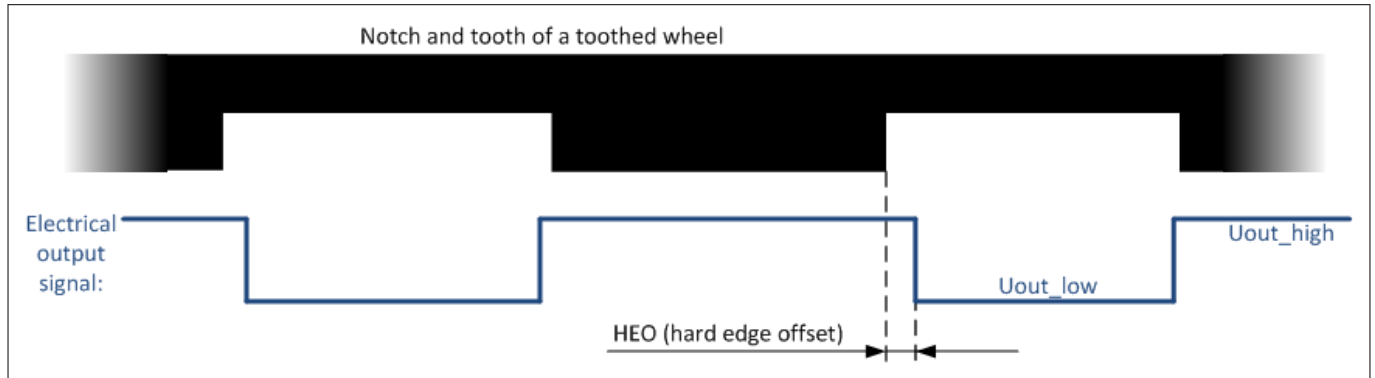 Notch and tooth of a toothed wheel
Electrical
output
signal:
Uout_high
Uout_low
HEO (hard edge offset)